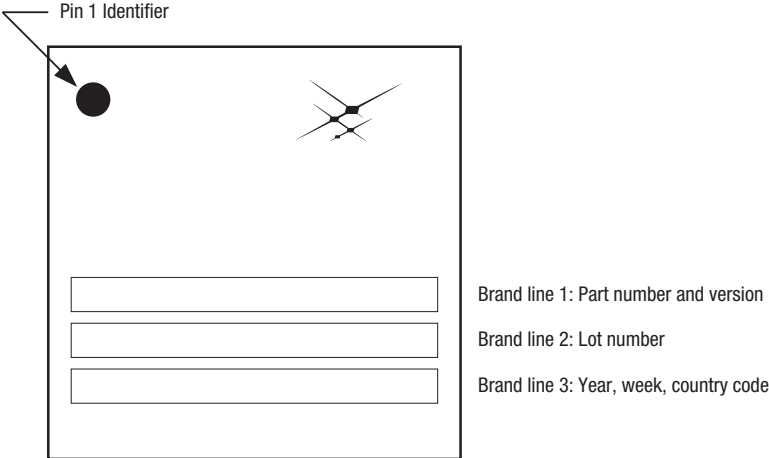 Pin 1 Identifier
Brand line 1: Part number and version
Brand line 2: Lot number
Brand line 3: Year, week, country code